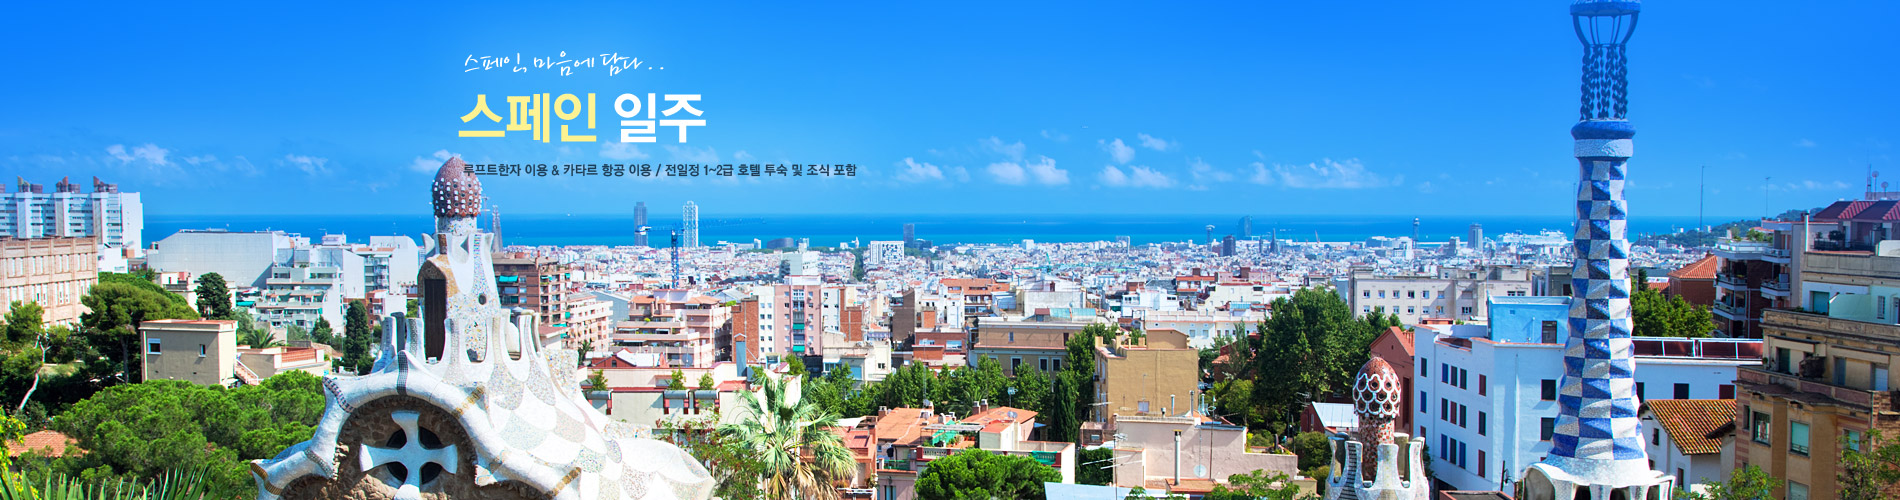 스페인, 마음에 담다..
스페인 일주
루프트한자 이용 & 카타르 항공 이용 / 전일정 1~2급 호텔 투숙 및 조식 포함